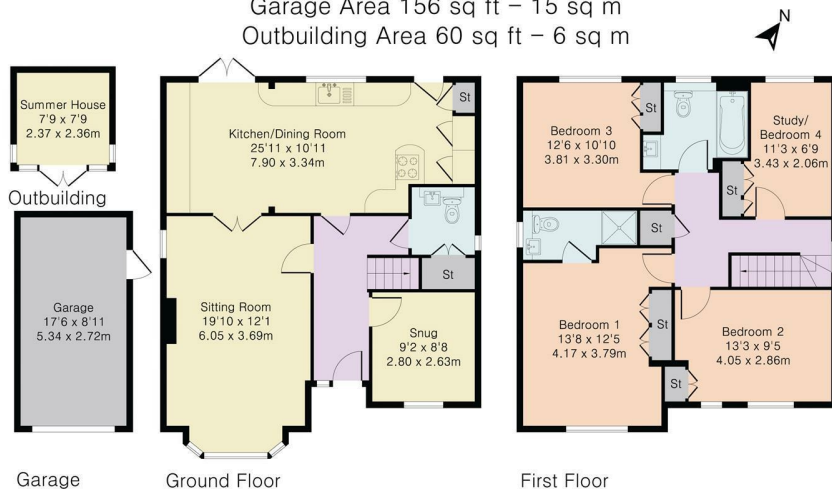 Garage Area 156 sq ft – 15 sq m
Outbuilding Area 60 sq ft – 6 sq m
N
Summer House
7'9 x 7'9
2.37 x 2.36m
Outbuilding
Garage
17'6 x 8'11
5.34 x 2.72m
Garage
Kitchen/Dining Room
25'11 x 10'11
7.90 x 3.34m
St
Sitting Room
19'10 x 12'1
6.05 x 3.69m
St
Snug
9'2 x 8'8
2.80 x 2.63m
Ground Floor
Bedroom 3
12'6 x 10'10
3.81 x 3.30m
St
Study/
Bedroom 4
11'3 x 6'9
3.43 x 2.06m
St
St
Bedroom 1
13'8 x 12'5
4.17 x 3.79m
St
Bedroom 2
13'3 x 9'5
4.05 x 2.86m
St
First Floor